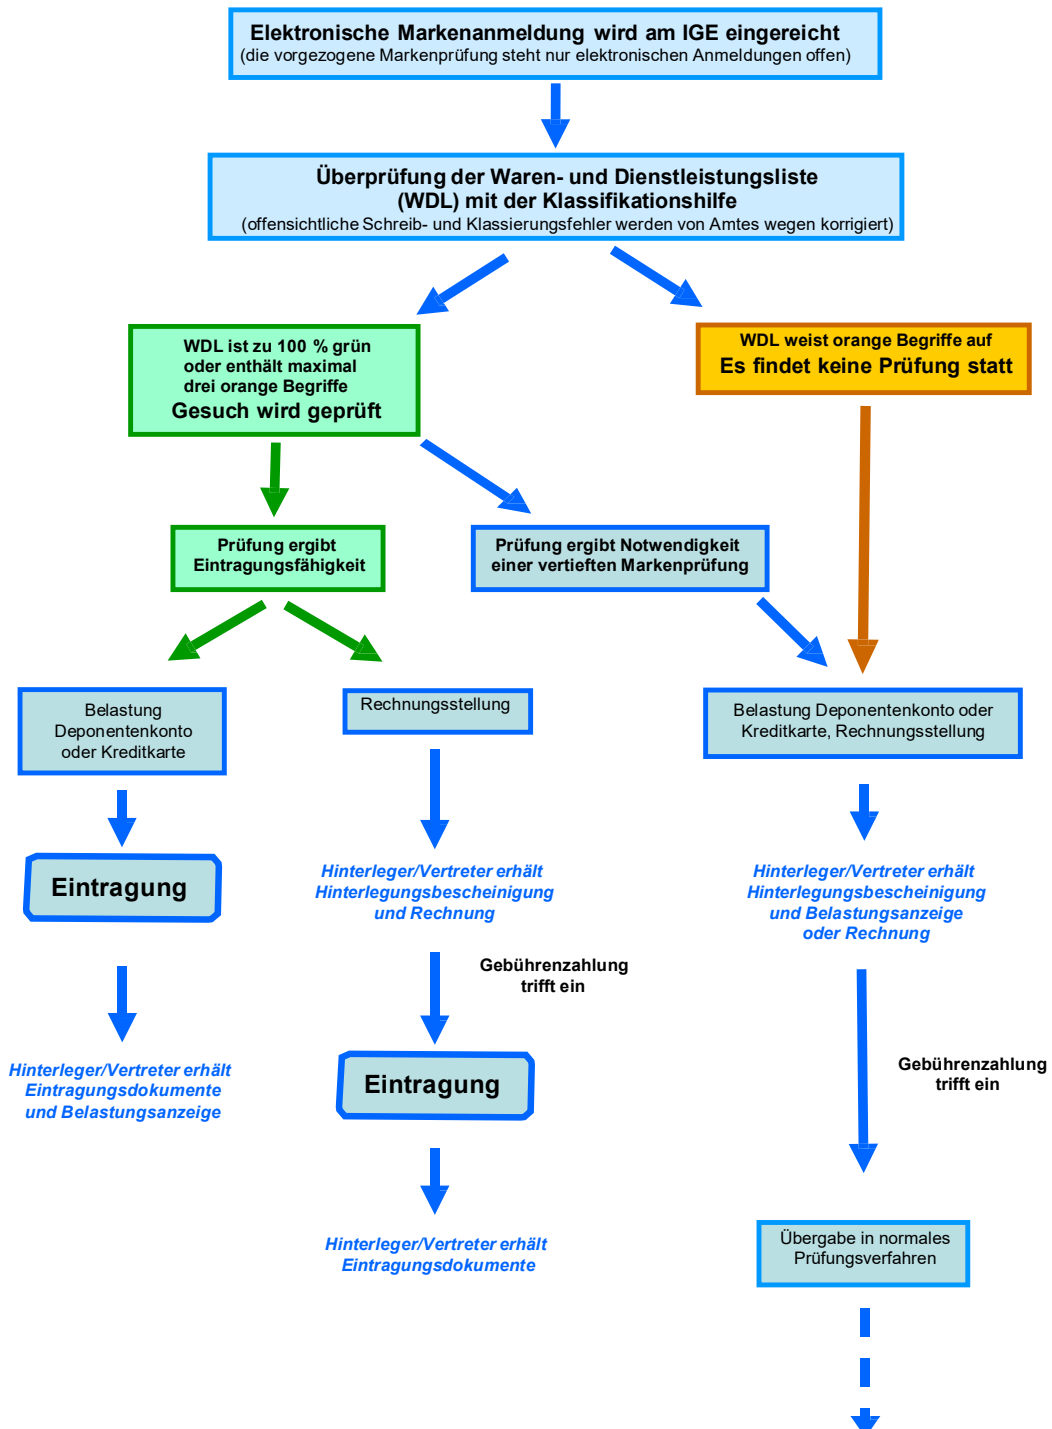 Elektronische Markenanmeldung wird am IGE eingereicht
(die vorgezogene Markenprüfung steht nur elektronischen Anmeldungen offen)
Überprüfung der Waren- und Dienstleistungsliste
(WDL) mit der Klassifikationshilfe
(offensichtliche Schreib- und Klassierungsfehler werden von Amtes wegen korrigiert)
WDL ist zu 100 % grün
oder enthält maximal
drei orange Begriffe
Gesuch wird geprüft
WDL weist orange Begriffe auf
Es findet keine Prüfung statt
Prüfung ergibt
Eintragungsfähigkeit
Prüfung ergibt Notwendigkeit
einer vertieften Markenprüfung
Belastung
Deponentenkonto
oder Kreditkarte
Rechnungsstellung
Belastung Deponentenkonto oder
Kreditkarte, Rechnungsstellung
Eintragung
Hinterleger/Vertreter erhält
Hinterlegungsbescheinigung
und Rechnung
Hinterleger/Vertreter erhält
Hinterlegungsbescheinigung
und Belastungsanzeige
oder Rechnung
Gebührenzahlung
trifft ein
Hinterleger/Vertreter erhält
Eintragungsdokumente
und Belastungsanzeige
Eintragung
Gebührenzahlung
trifft ein
Hinterleger/Vertreter erhält
Eintragungsdokumente
Übergabe in normales
Prüfungsverfahren